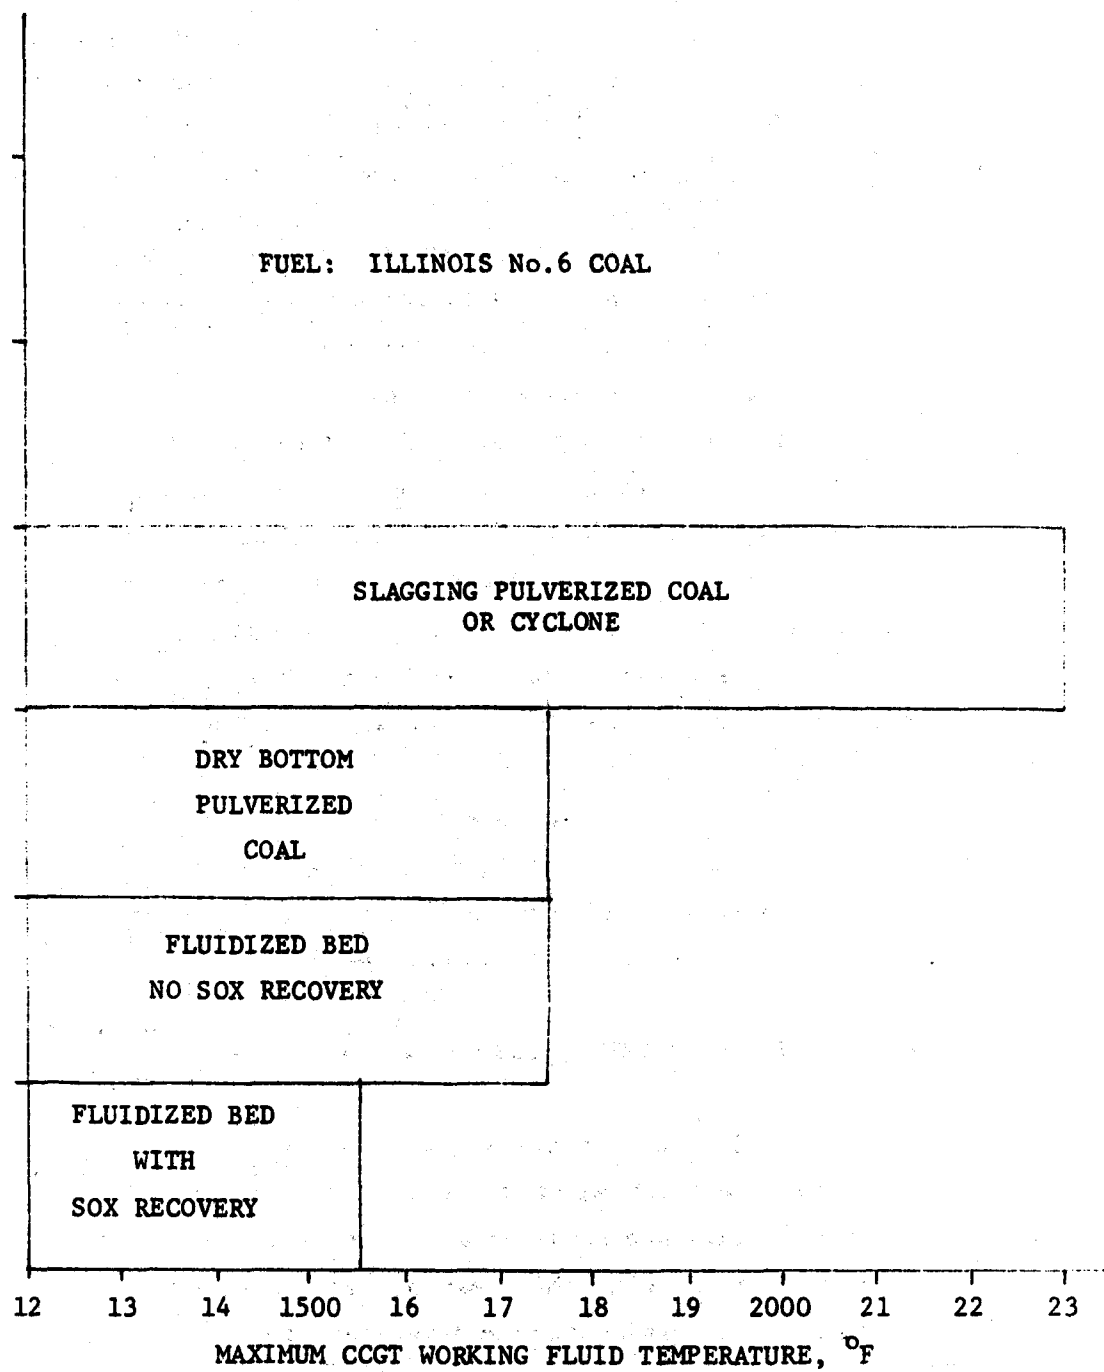 FUEL: ILLINOIS No.6 COAL
SLAGGING PULVERIZED COAL
OR CYCLONE
DRY BOTTOM
PULVERIZED
COAL
FLUIDIZED BED
NO SOX RECOVERY
FLUIDIZED BED
WITH
SOX RECOVERY
12 13 14 1500 16 17 18 19 2000 21 22 23
MAXIMUM CCGT WORKING FLUID TEMPERATURE, °F